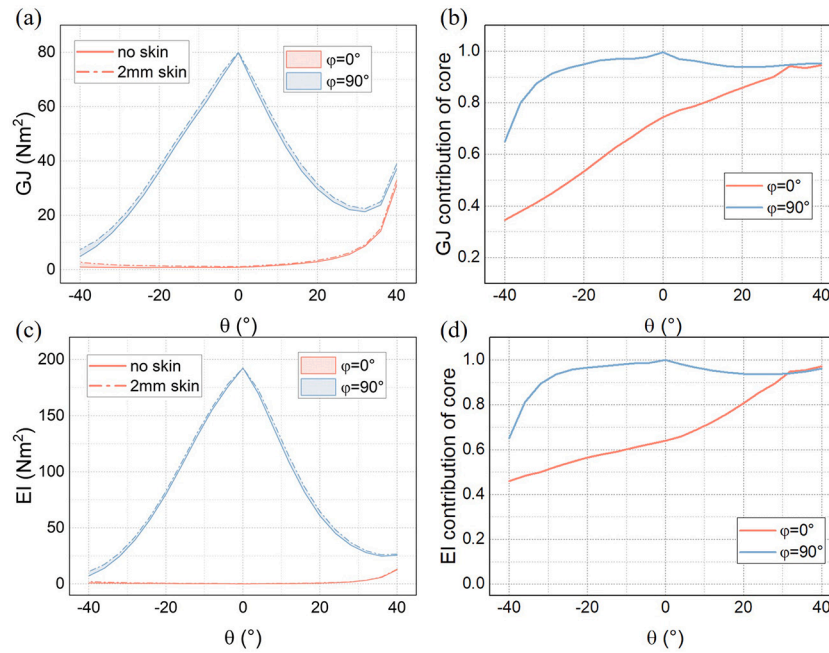 (a)
GJ (Nm²)
80
60
40
20
0
no skin
2mm skin
φ=0°
φ=90°
-40 -20 0 20 40
θ (°)
(b)
GJ contribution of core
1.0
0.8
0.6
0.4
0.2
φ=0°
φ=90°
-40 -20 0 20 40
θ (°)
(c)
EI (Nm²)
200
150
100
50
0
no skin
2mm skin
φ=0°
φ=90°
-40 -20 0 20 40
θ (°)
(d)
EI contribution of core
1.0
0.8
0.6
0.4
0.2
0.0
φ=0°
φ=90°
-40 -20 0 20 40
θ (°)